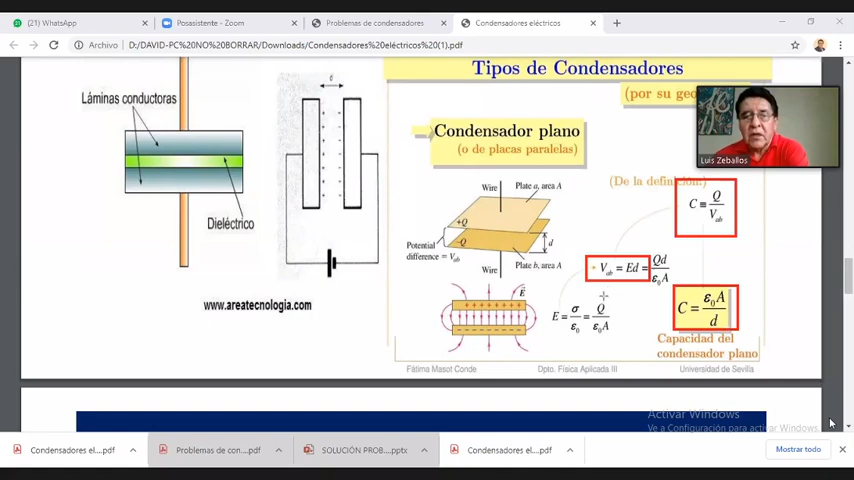 (21) WhatsApp
Posasistente - Zoom
Problemas de condensadores
Condensadores eléctricos
Archivo
D:/DAVID-PC%20NO%20BORRAR/Downloads/Condensadores%20eléctricos%20(1).pdf
Láminas conductoras
Dieléctrico
www.areatecnologia.com
Tipos de Condensadores
(por su geo
Luis Zeballos
Condensador plano
(o de placas paralelas)
(De la definición:)
C ≡ Q / V_ab
Wire
Plate a, area A
+Q
−Q
d
Potential
difference = V_ab
Wire
Plate b, area A
V_ab = Ed = Qd / ε₀A
E
E = σ / ε₀ = Q / ε₀A
C = ε₀A / d
Capacidad del
condensador plano
Fátima Masot Conde
Dpto. Física Aplicada III
Universidad de Sevilla
Activar Windows
Ve a Configuración para activar Windows.
Condensadores el....pdf
Problemas de con....pdf
SOLUCIÓN PROB....pptx
Condensadores el....pdf
Mostrar todo